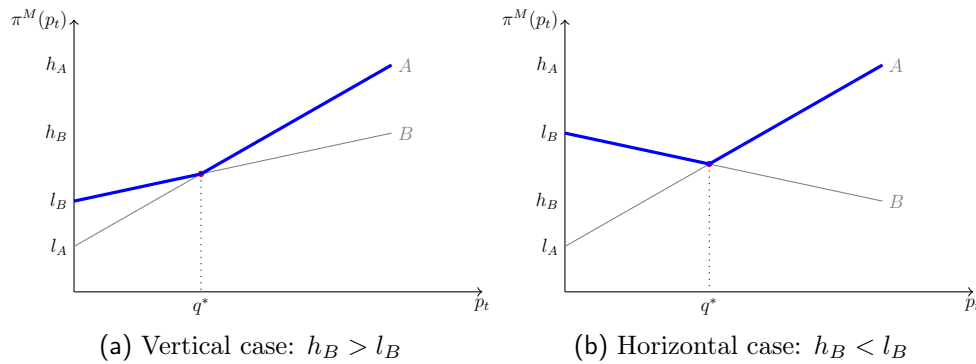 π^M(p_t)
h_A
A
h_B
B
l_B
l_A
q*
p_t
(a) Vertical case: h_B > l_B
π^M(p_t)
h_A
A
l_B
h_B
B
l_A
q*
p_t
(b) Horizontal case: h_B < l_B